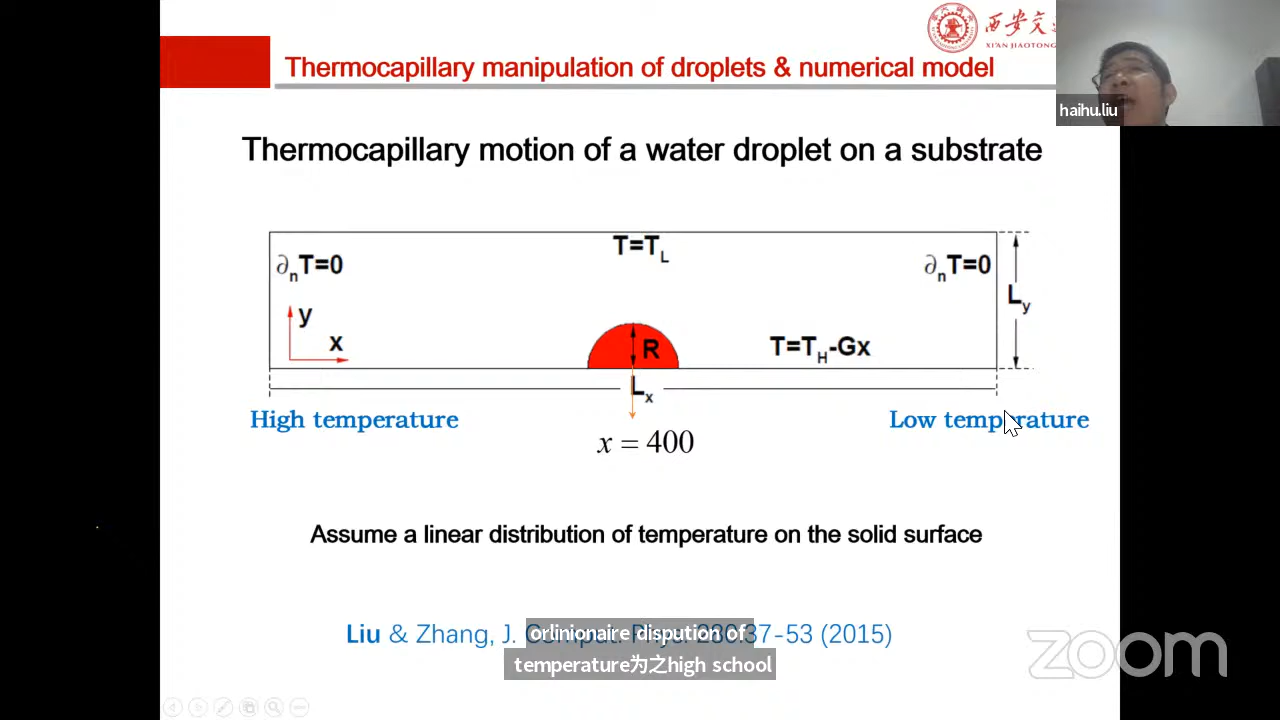 西安交
XI'AN JIAOTONG
haihu.liu
Thermocapillary manipulation of droplets & numerical model
Thermocapillary motion of a water droplet on a substrate
T=TL
∂nT=0
∂nT=0
Ly
y
x
R
T=TH-Gx
Lx
High temperature
Low temperature
x = 400
Assume a linear distribution of temperature on the solid surface
Liu & Zhang, J. Comput. Phys. 280:37-53 (2015)
orlinionaire dispution of
temperature为之high school
zoom